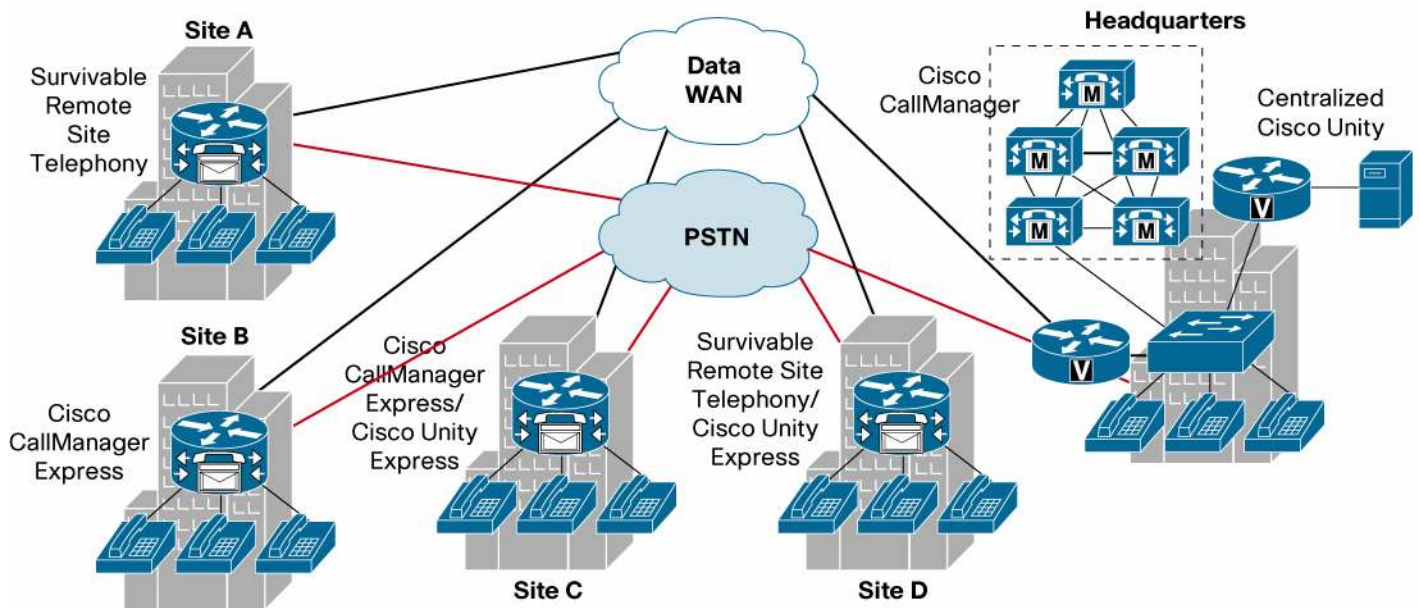 Site A
Survivable
Remote
Site
Telephony
Data
WAN
PSTN
Headquarters
Cisco
CallManager
M
M
M
M
M
Centralized
Cisco Unity
V
V
Site B
Cisco
CallManager
Express
Cisco
CallManager
Express/
Cisco Unity
Express
Site C
Survivable
Remote Site
Telephony/
Cisco Unity
Express
Site D